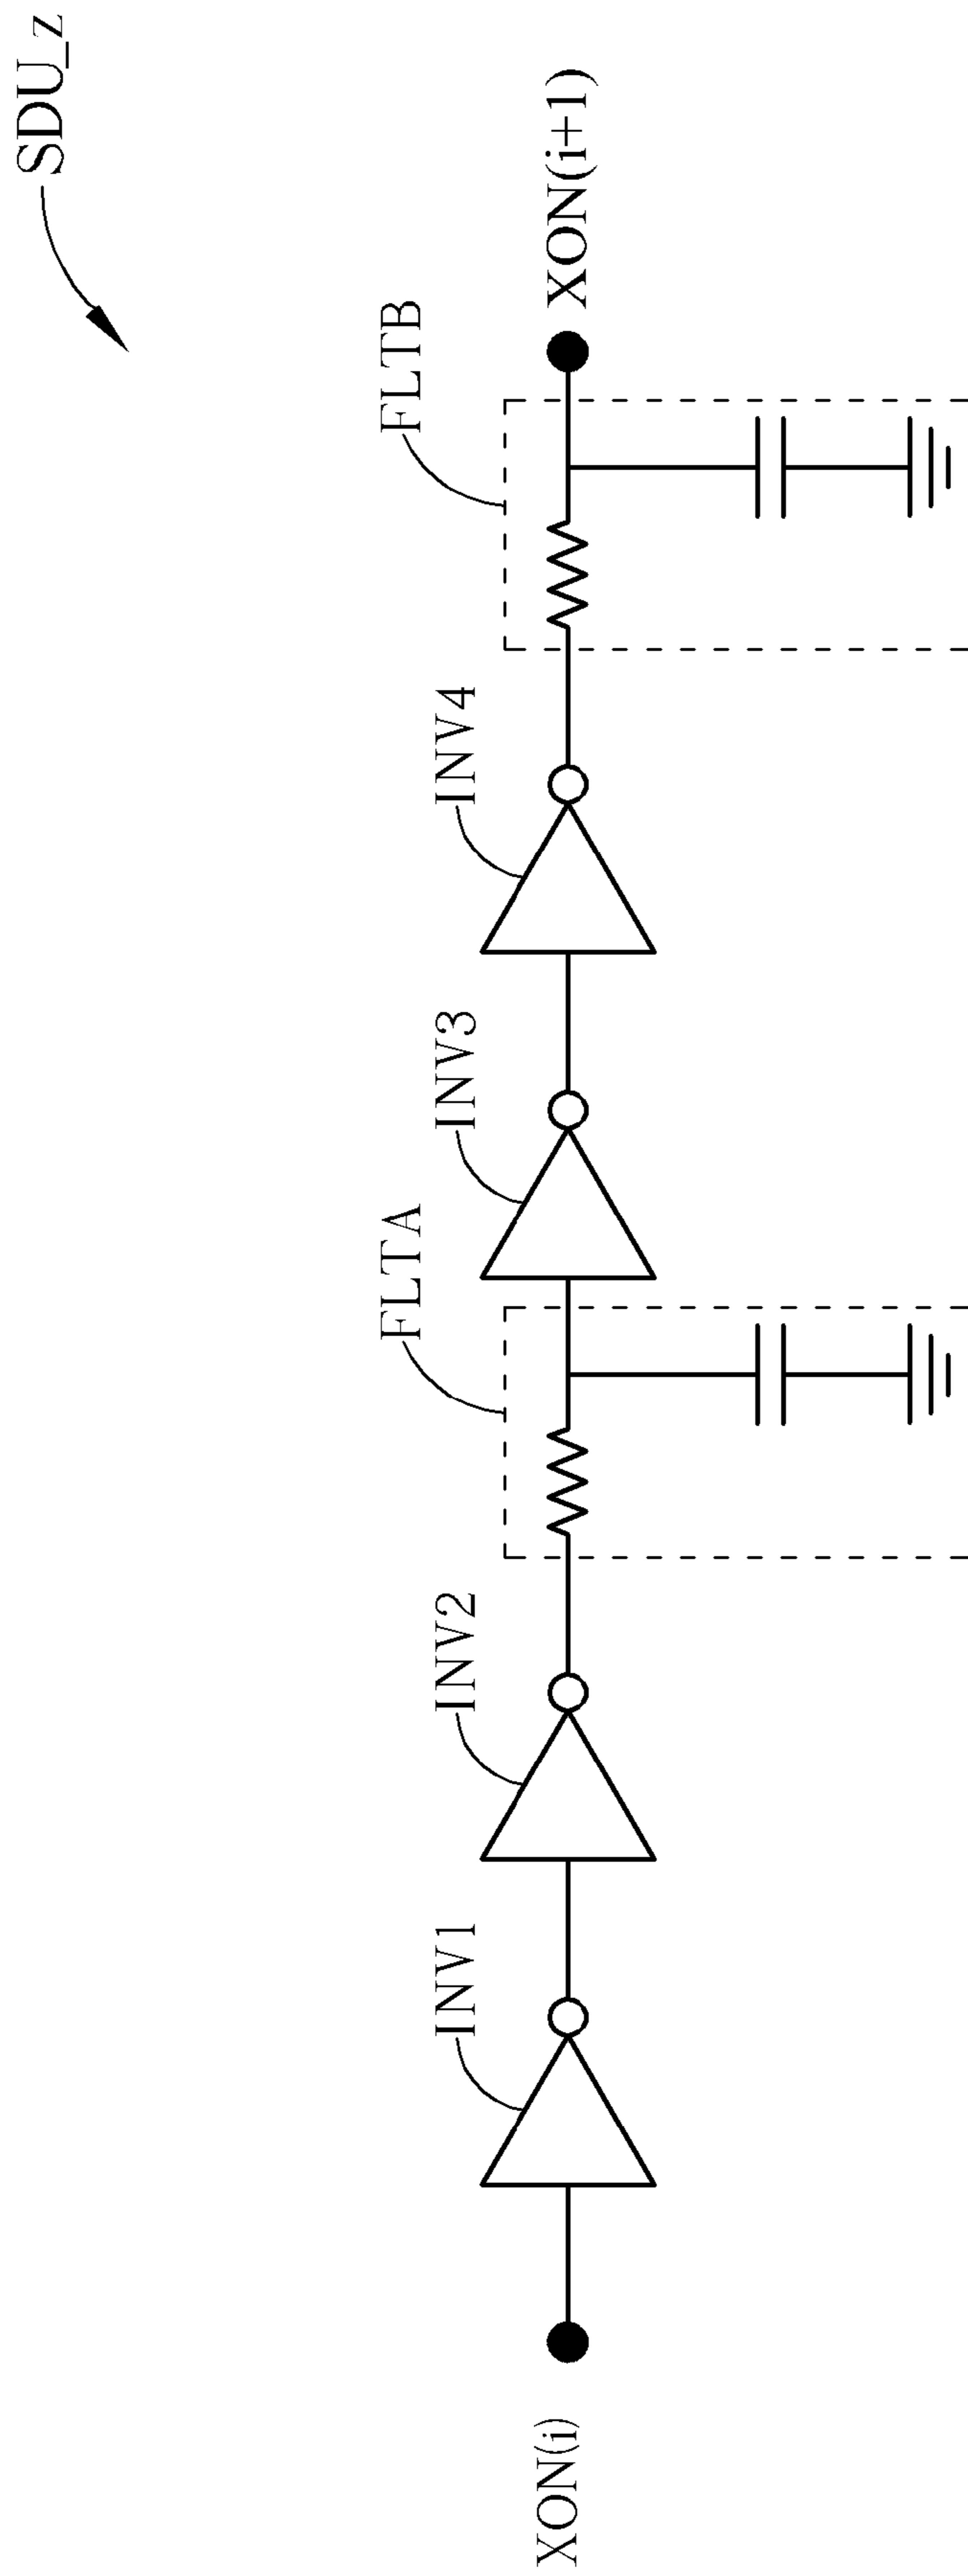 SDU_z
XON(i)
INV1
INV2
FLTA
INV3
INV4
FLTB
XON(i+1)